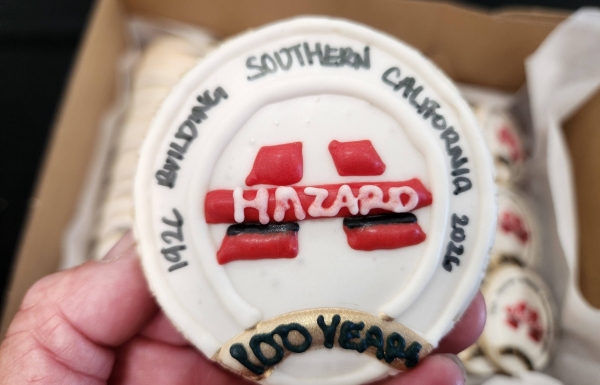 1926 BUILDING SOUTHERN CALIFORNIA 2026
HAZARD
100 YEARS